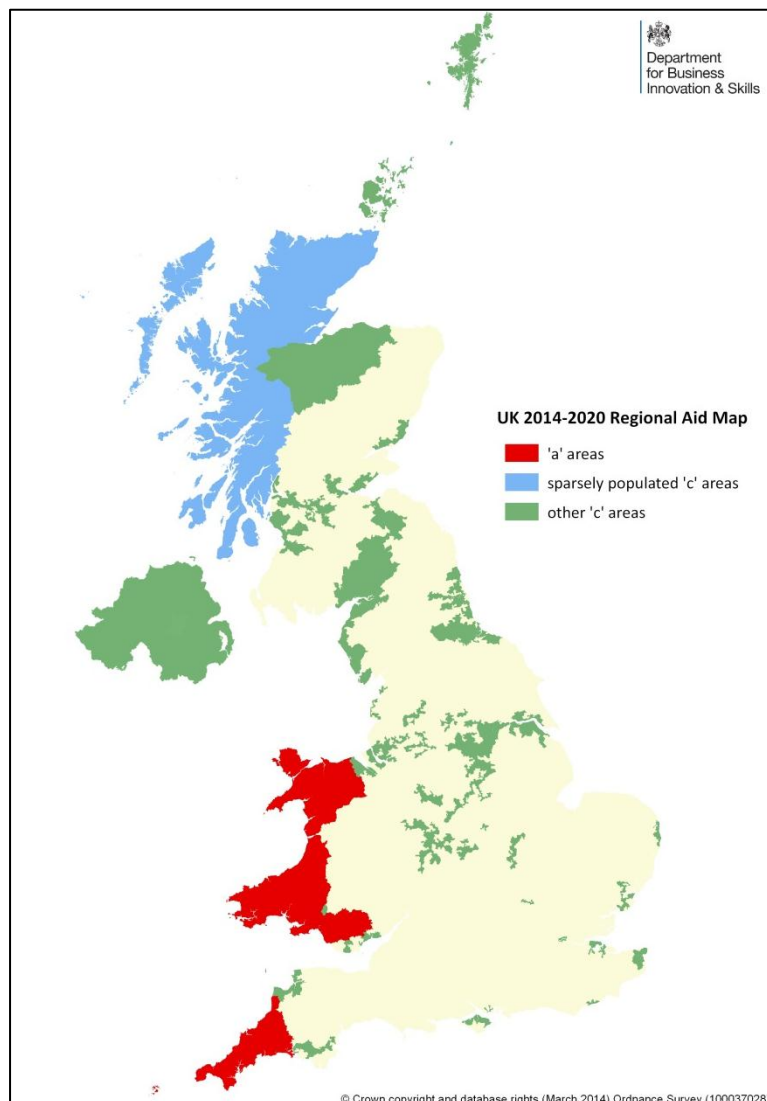 Department
for Business
Innovation & Skills
UK 2014-2020 Regional Aid Map
'a' areas
sparsely populated 'c' areas
other 'c' areas
© Crown copyright and database rights (March 2014) Ordnance Survey (100037028